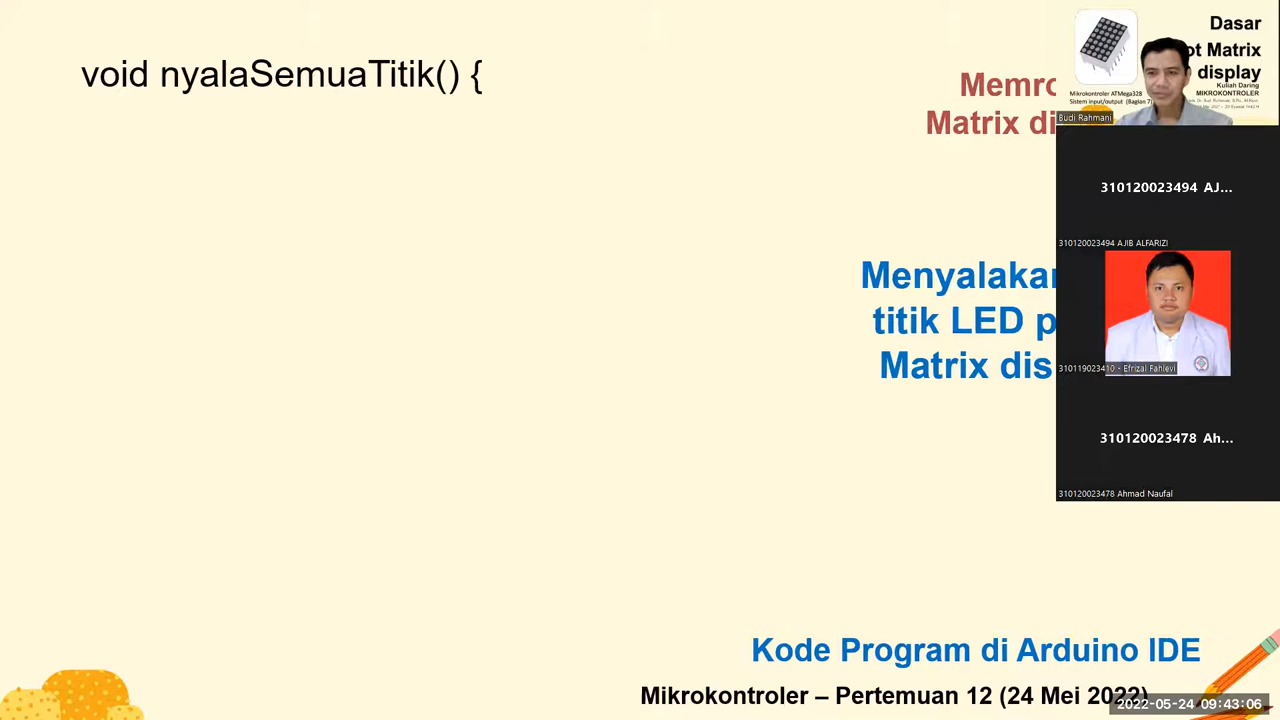 void nyalaSemuaTitik() {
Memro
Matrix di
Menyalakan
titik LED p
Matrix dis
Kode Program di Arduino IDE
Mikrokontroler – Pertemuan 12 (24 Mei 2022)
2022-05-24 09:43:06
Dasar
ot Matrix
display
Kuliah Daring
MIKROKONTROLER
Mikrokontroler ATMega328
Sistem input/output (Bagian 7)
Budi Rahmani
310120023494 AJ...
310120023494 AJIB ALFARIZI
310119023410 - Efrizal Fahlevi
310120023478 Ah...
310120023478 Ahmad Naufal